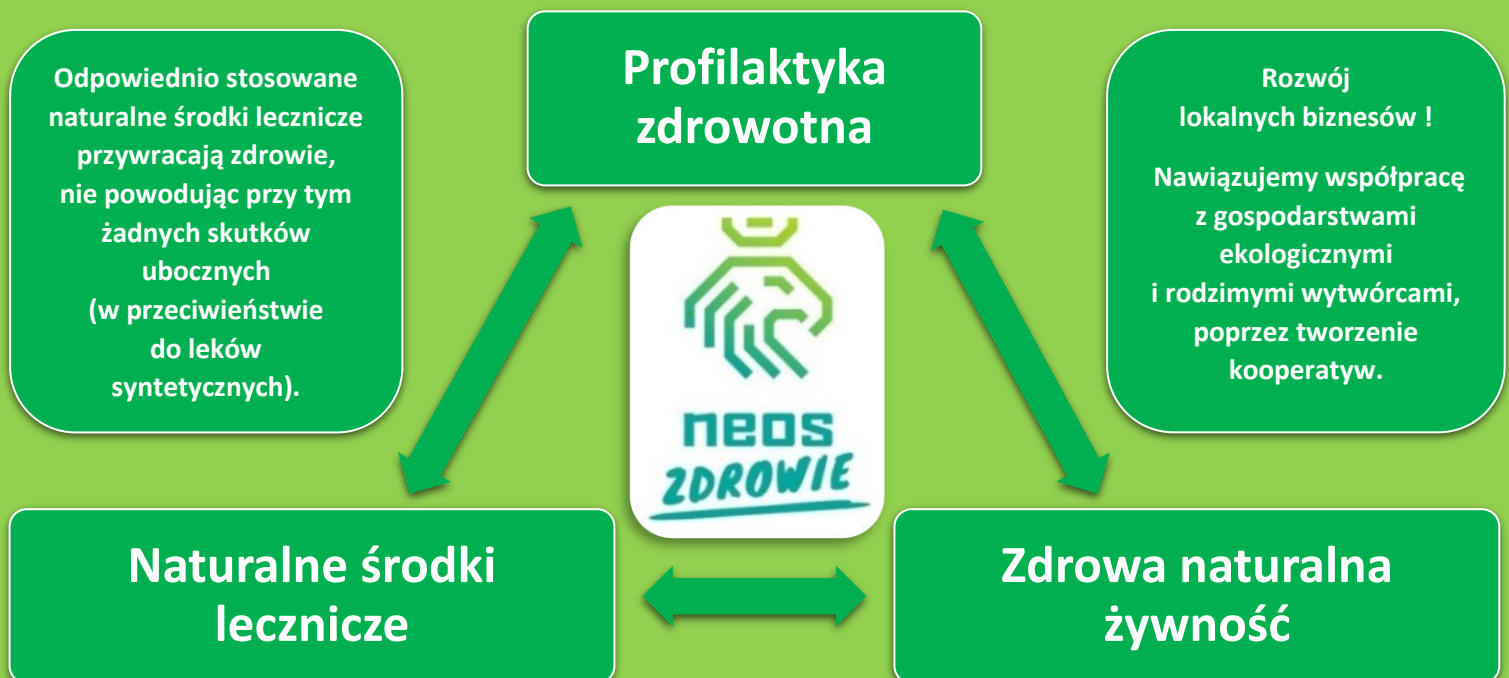 Odpowiednio stosowane
naturalne środki lecznicze
przywracają zdrowie,
nie powodując przy tym
żadnych skutków
ubocznych
(w przeciwieństwie
do leków
syntetycznych).
Profilaktyka
zdrowotna
Rozwój
lokalnych biznesów !
Nawiązujemy współpracę
z gospodarstwami
ekologicznymi
i rodzimymi wytwórcami,
poprzez tworzenie
kooperatyw.
neos
ZDROWIE
Naturalne środki
lecznicze
Zdrowa naturalna
żywność